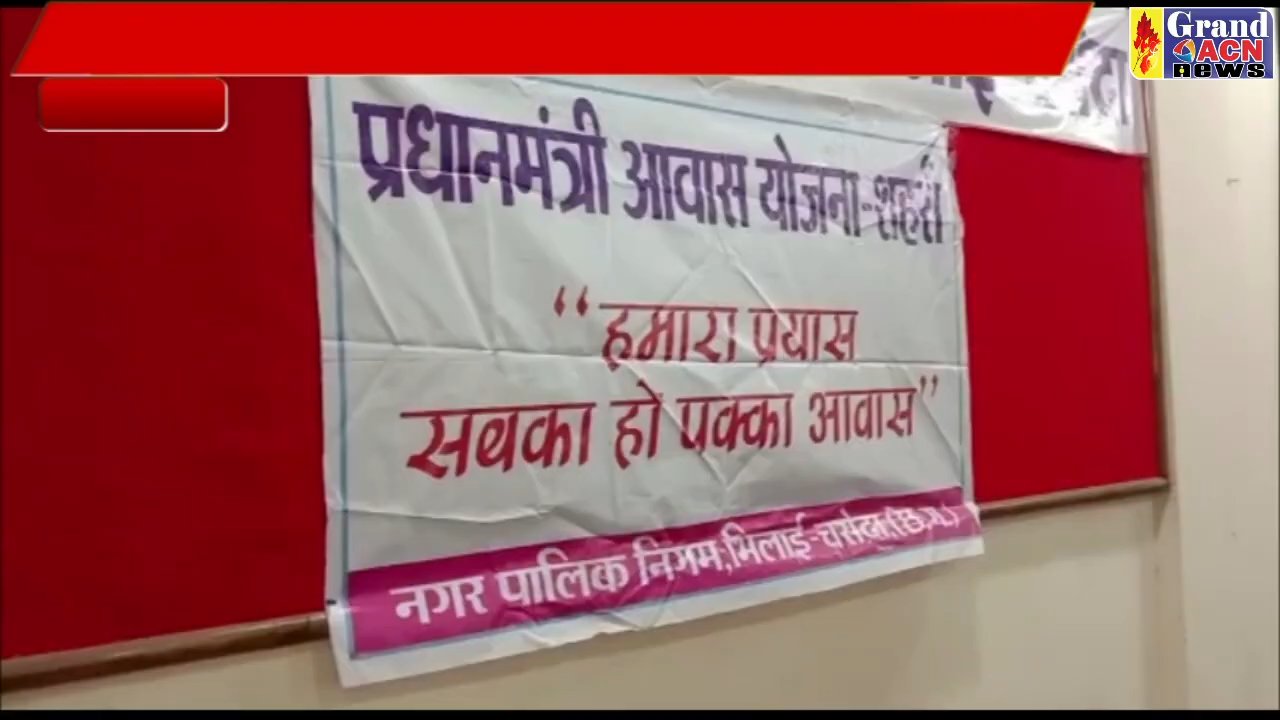 Grand
ACN
news
प्रधानमंत्री आवास योजना-शहरी
“हमारा प्रयास
सबका हो पक्का आवास”
नगर पालिक निगम,भिलाई-चरोदा,(छ.ग.)